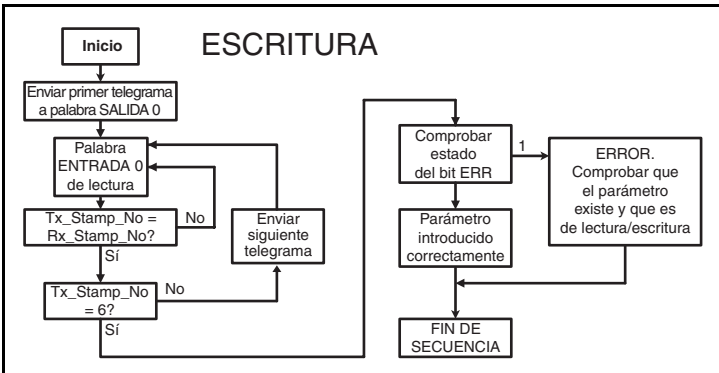 ESCRITURA
Inicio
Enviar primer telegrama
a palabra SALIDA 0
Palabra
ENTRADA 0
de lectura
Tx_Stamp_No =
Rx_Stamp_No?
No
Sí
Enviar
siguiente
telegrama
Tx_Stamp_No
= 6?
No
Sí
Comprobar
estado
del bit ERR
1
ERROR.
Comprobar que
el parámetro
existe y que es
de lectura/escritura
Parámetro
introducido
correctamente
FIN DE
SECUENCIA